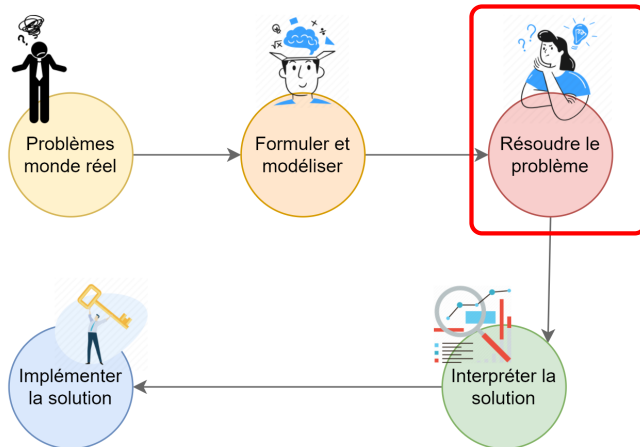 Problèmes
monde réel
Formuler et
modéliser
Résoudre le
problème
Interpréter la
solution
Implémenter
la solution